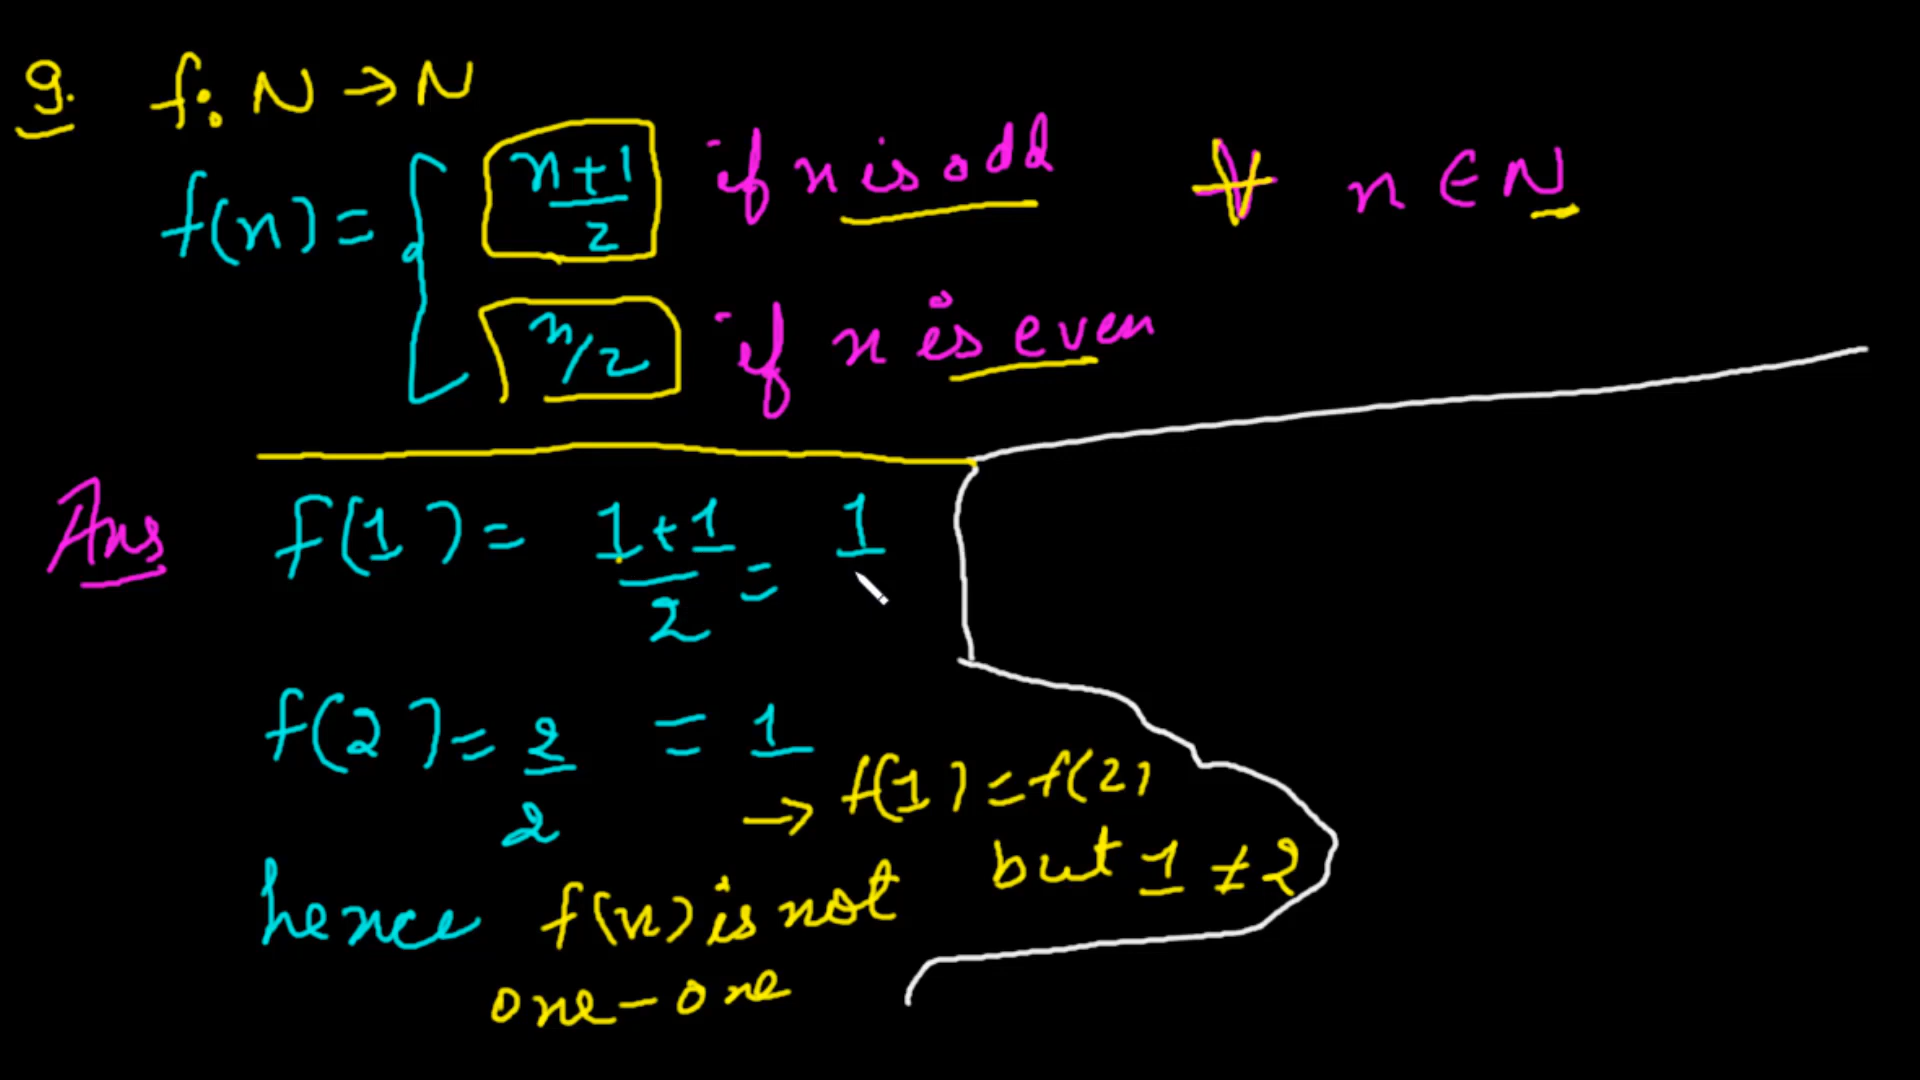 9. f: N → N
f(n) = { n+1/2 if n is odd ∀ n ∈ N
n/2 if n is even
Ans f(1) = 1+1/2 = 1
f(2) = 2/2 = 1
→ f(1) = f(2)
but 1 ≠ 2
hence f(n) is not
one-one